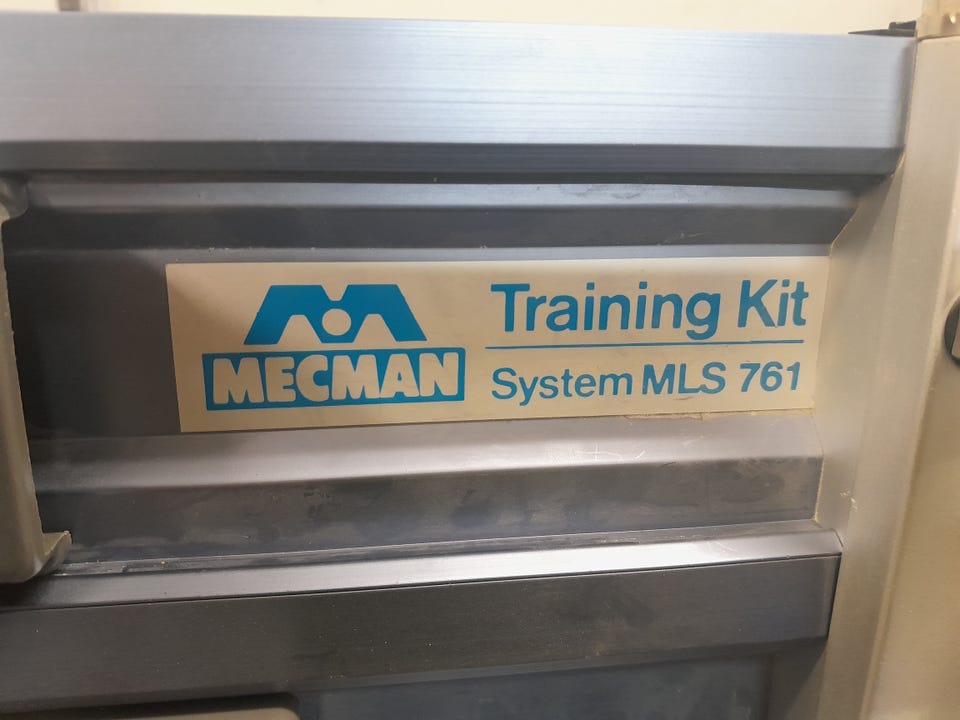 MECMAN
Training Kit
System MLS 761